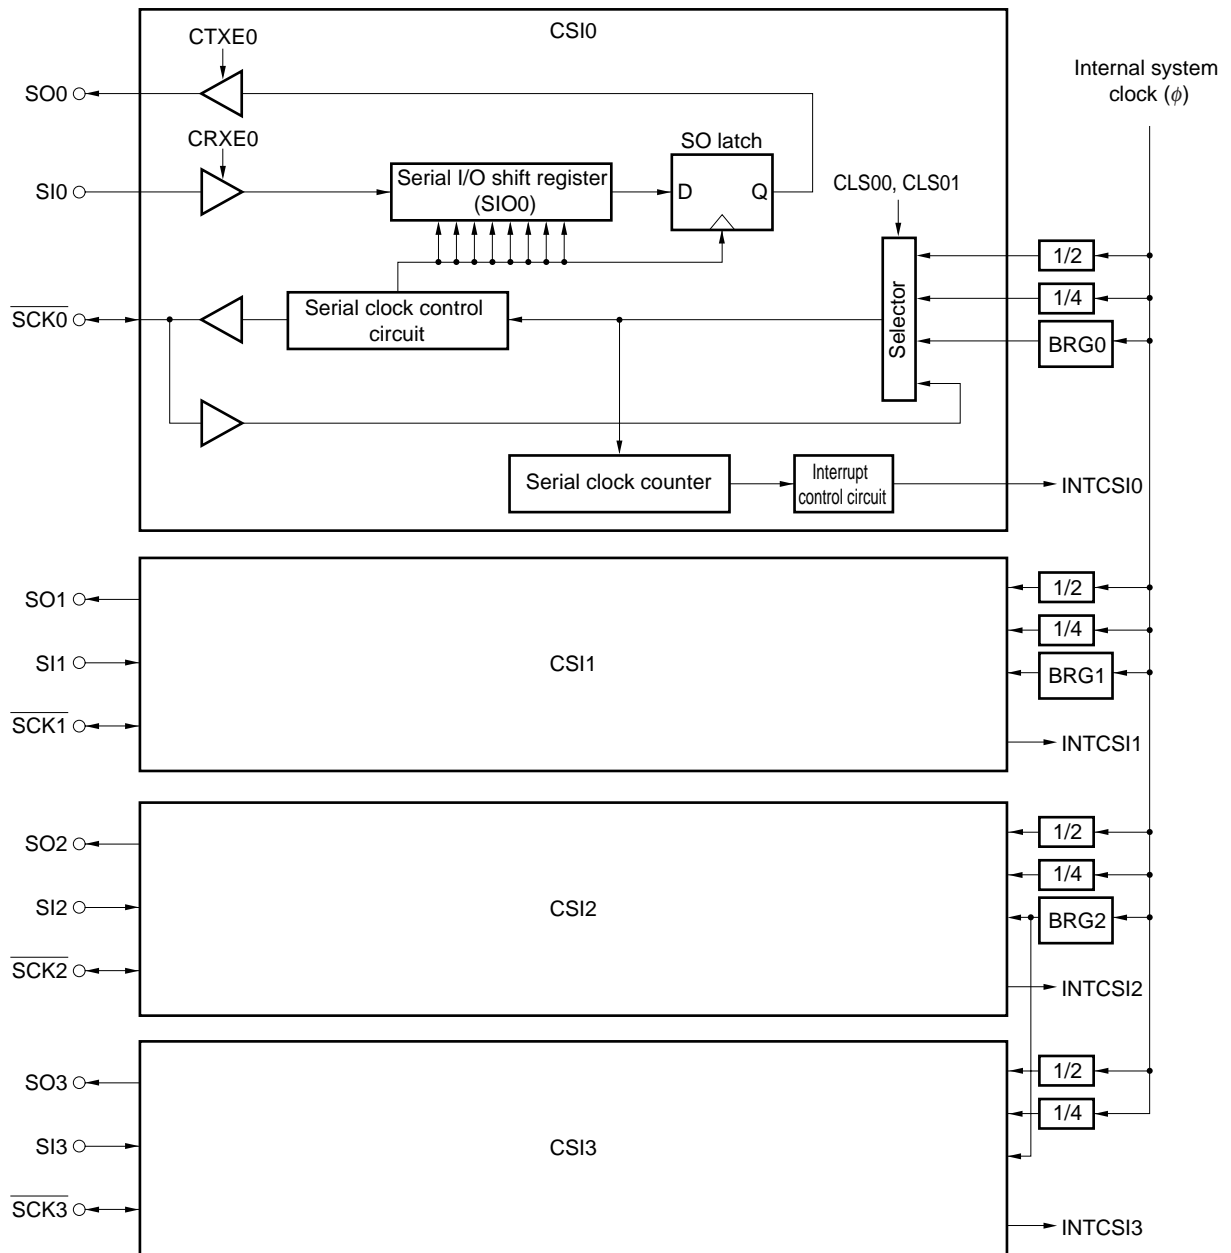 CSI0
CTXE0
Internal system
clock (ϕ)
SO0
CRXE0
SO latch
SI0
Serial I/O shift register
(SIO0)
D
Q
CLS00, CLS01
1/2
1/4
SCK0
Serial clock control
circuit
Selector
BRG0
Serial clock counter
Interrupt
control circuit
INTCSI0
SO1
1/2
1/4
SI1
CSI1
BRG1
SCK1
INTCSI1
SO2
1/2
1/4
SI2
CSI2
BRG2
SCK2
INTCSI2
SO3
1/2
1/4
SI3
CSI3
SCK3
INTCSI3